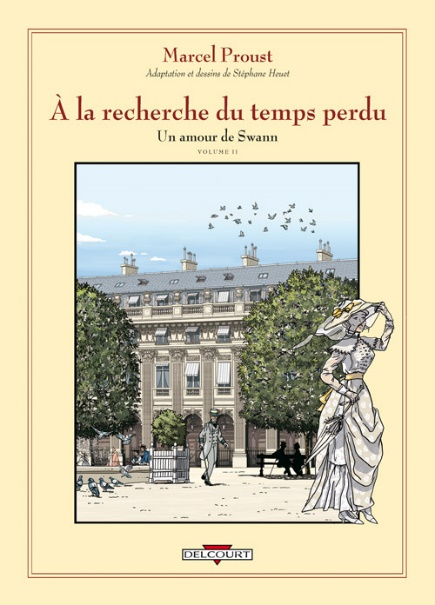 Marcel Proust
Adaptation et dessins de Stéphane Heuet
À la recherche du temps perdu
Un amour de Swann
VOLUME II
DELCOURT